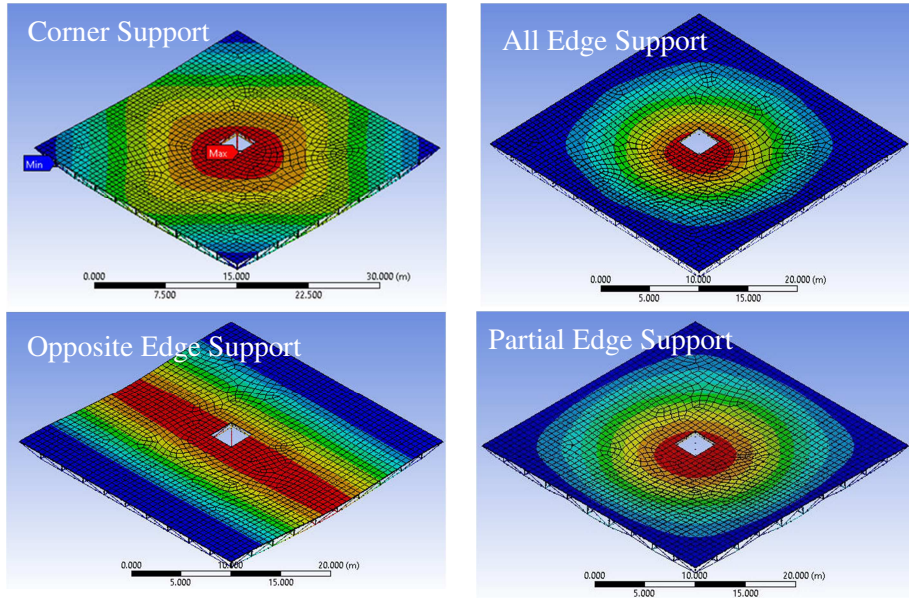 Corner Support
Max
Min
0.000 15.000 30.000 (m)
7.500 22.500
All Edge Support
0.000 10.000 20.000 (m)
5.000 15.000
Opposite Edge Support
0.000 10.000 20.000 (m)
5.000 15.000
Partial Edge Support
0.000 10.000 20.000 (m)
5.000 15.000